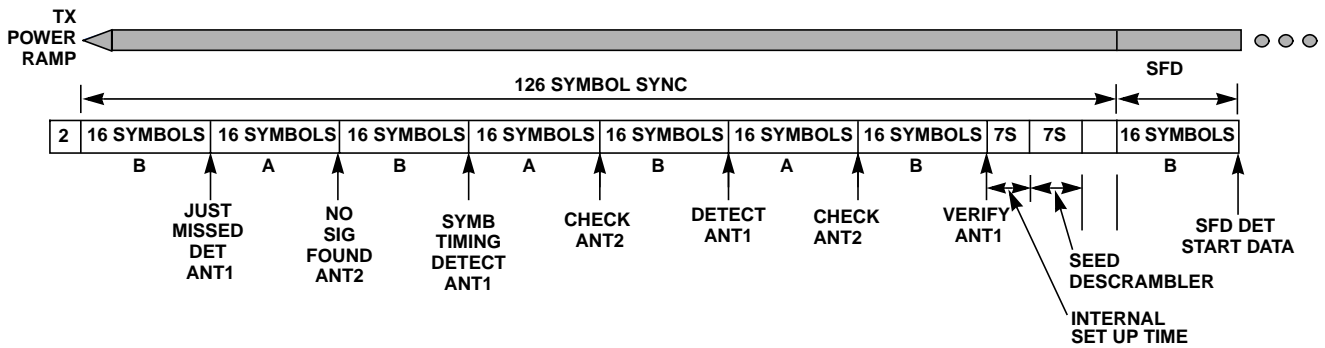 TX
POWER
RAMP
SFD
126 SYMBOL SYNC
2 16 SYMBOLS 16 SYMBOLS 16 SYMBOLS 16 SYMBOLS 16 SYMBOLS 16 SYMBOLS 16 SYMBOLS 7S 7S 16 SYMBOLS
B A B A B A B B
JUST
MISSED
DET
ANT1
NO
SIG
FOUND
ANT2
SYMB
TIMING
DETECT
ANT1
CHECK
ANT2
DETECT
ANT1
CHECK
ANT2
VERIFY
ANT1
SFD DET
START DATA
SEED
DESCRAMBLER
INTERNAL
SET UP TIME